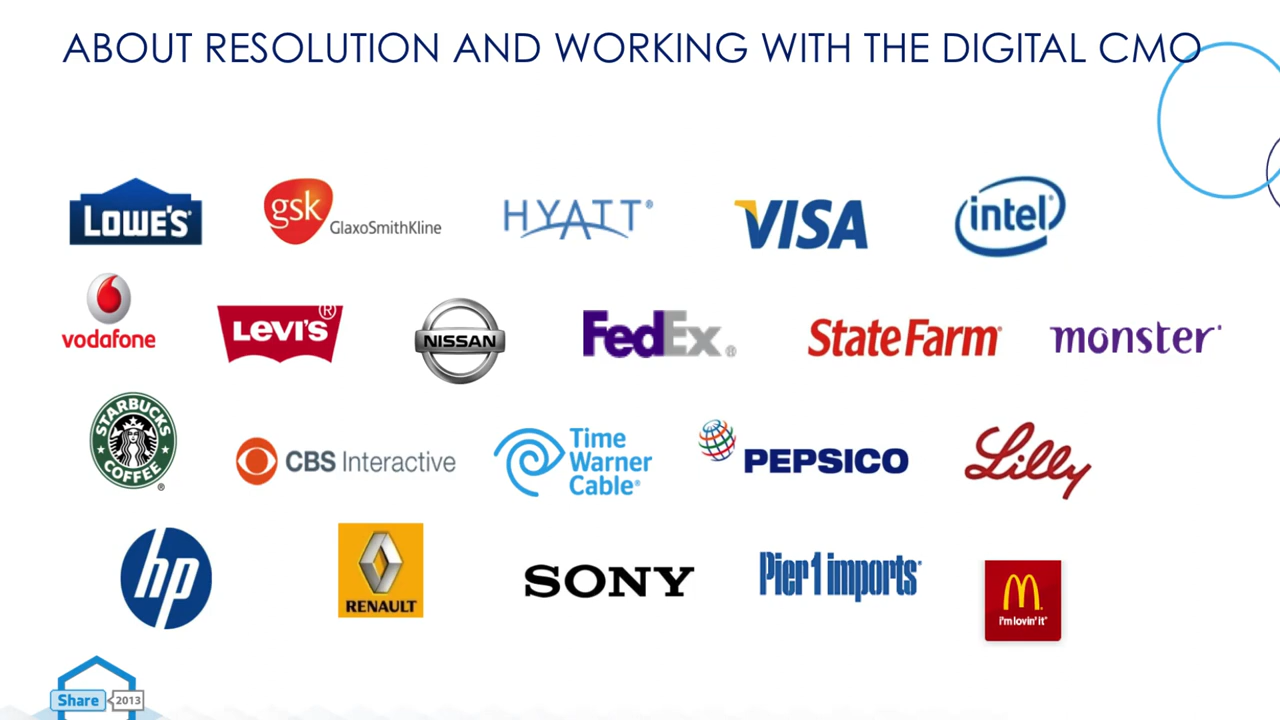 ABOUT RESOLUTION AND WORKING WITH THE DIGITAL CMO
LOWE'S
gsk GlaxoSmithKline
HYATT®
VISA
intel®
vodafone
LEVI'S®
NISSAN
FedEx®
State Farm®
monster®
STARBUCKS COFFEE®
CBS Interactive
Time
Warner
Cable®
PEPSICO
Lilly
hp
RENAULT
SONY
Pier 1 imports®
M
i'm lovin' it®
Share 2013